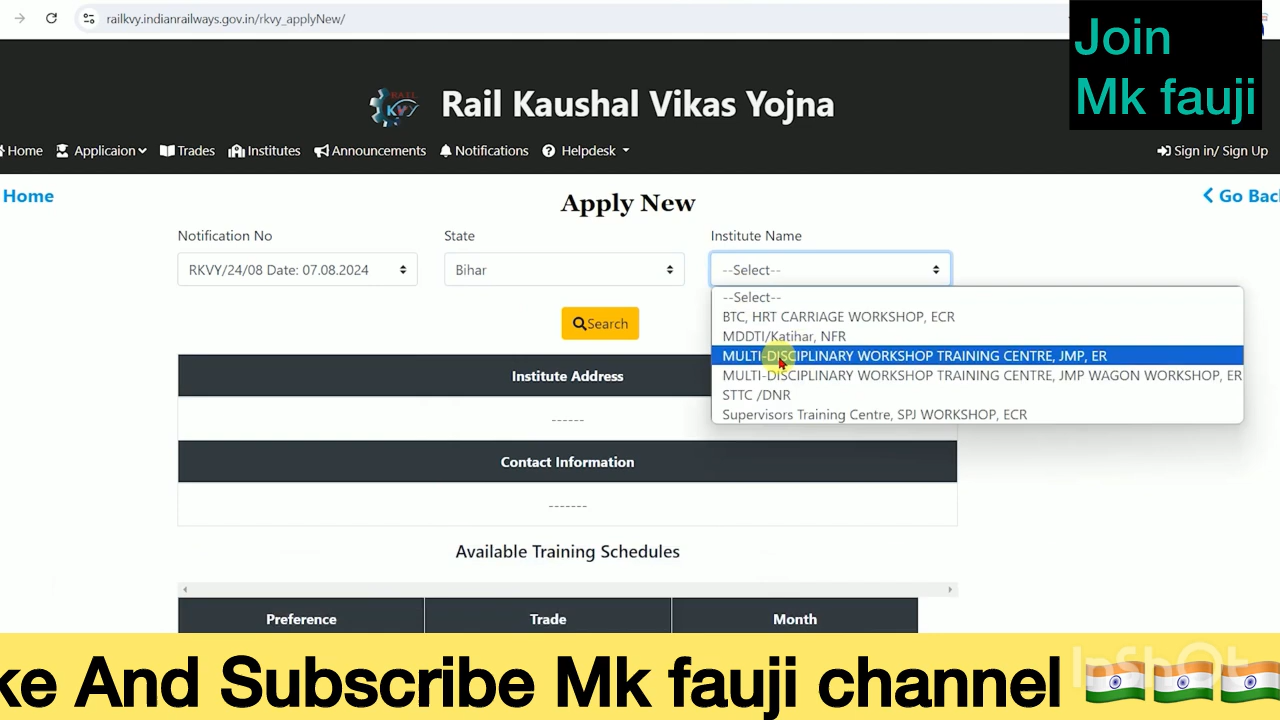 railkvy.indianrailways.gov.in/rkvy_applyNew/
Join
Mk fauji
RAIL
KVY
Rail Kaushal Vikas Yojna
Home Applicaion Trades Institutes Announcements Notifications Helpdesk Sign in/ Sign Up
Home
Apply New
Go Bac
Notification No State Institute Name
RKVY/24/08 Date: 07.08.2024 Bihar --Select--
--Select--
BTC, HRT CARRIAGE WORKSHOP, ECR
Search
MDDTI/Katihar, NFR
MULTI-DISCIPLINARY WORKSHOP TRAINING CENTRE, JMP, ER
MULTI-DISCIPLINARY WORKSHOP TRAINING CENTRE, JMP WAGON WORKSHOP, ER
Institute Address
STTC /DNR
Supervisors Training Centre, SPJ WORKSHOP, ECR
------
Contact Information
-------
Available Training Schedules
Preference Trade Month
ke And Subscribe Mk fauji channel 🇮🇳🇮🇳🇮🇳
InShOt